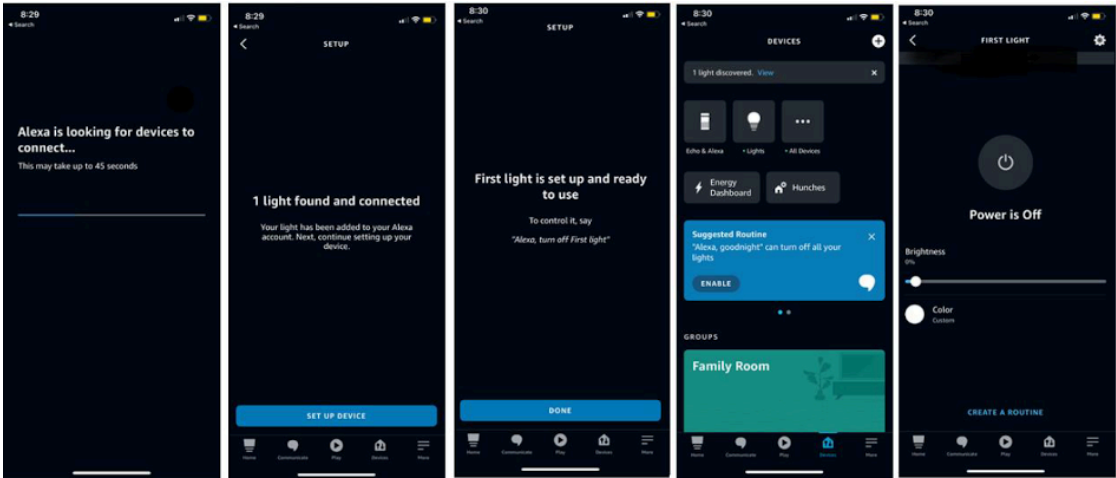 8:29
Search
Alexa is looking for devices to
connect...
This may take up to 45 seconds
8:29
Search
SETUP
1 light found and connected
Your light has been added to your Alexa
account. Next, continue setting up your
device.
SET UP DEVICE
Home Communicate Play Devices More
8:30
Search
SETUP
First light is set up and ready
to use
To control it, say
"Alexa, turn off First light"
DONE
Home Communicate Play Devices More
8:30
Search
DEVICES
1 light discovered. View
Echo & Alexa • Lights • All Devices
Energy
Dashboard
Hunches
Suggested Routine
"Alexa, goodnight" can turn off all your
lights
ENABLE
GROUPS
Family Room
Home Communicate Play Devices More
8:30
Search
FIRST LIGHT
Power is Off
Brightness
0%
Color
Custom
CREATE A ROUTINE
Home Communicate Play Devices More